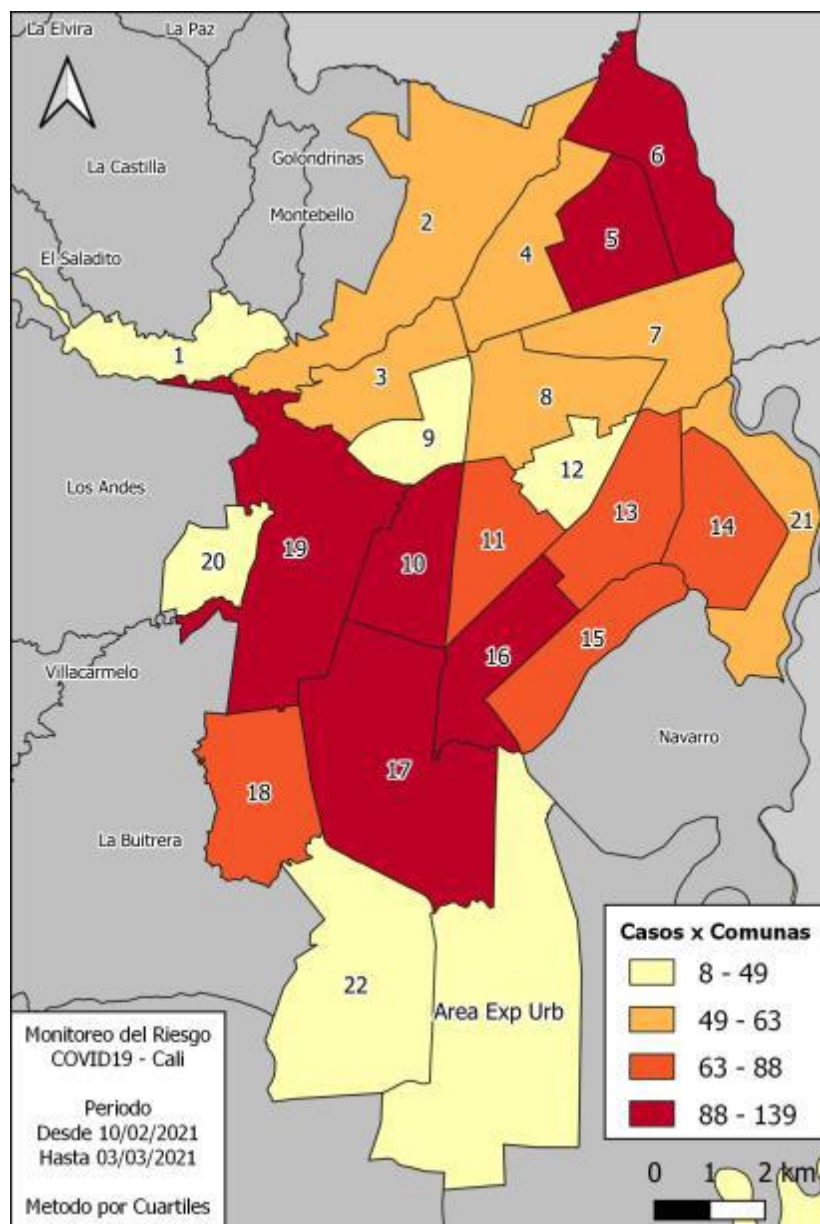 La Elvira
La Paz
La Castilla
Golondrinas
Montebello
El Saladito
6
2
5
4
7
1
3
8
9
12
Los Andes
13
14
21
11
19
10
20
15
16
Villacarmelo
Navarro
17
18
La Buitrera
22
Area Exp Urb
Casos x Comunas
8 - 49
49 - 63
63 - 88
88 - 139
Monitoreo del Riesgo
COVID19 - Cali
Periodo
Desde 10/02/2021
Hasta 03/03/2021
Metodo por Cuartiles
0 1 2 km